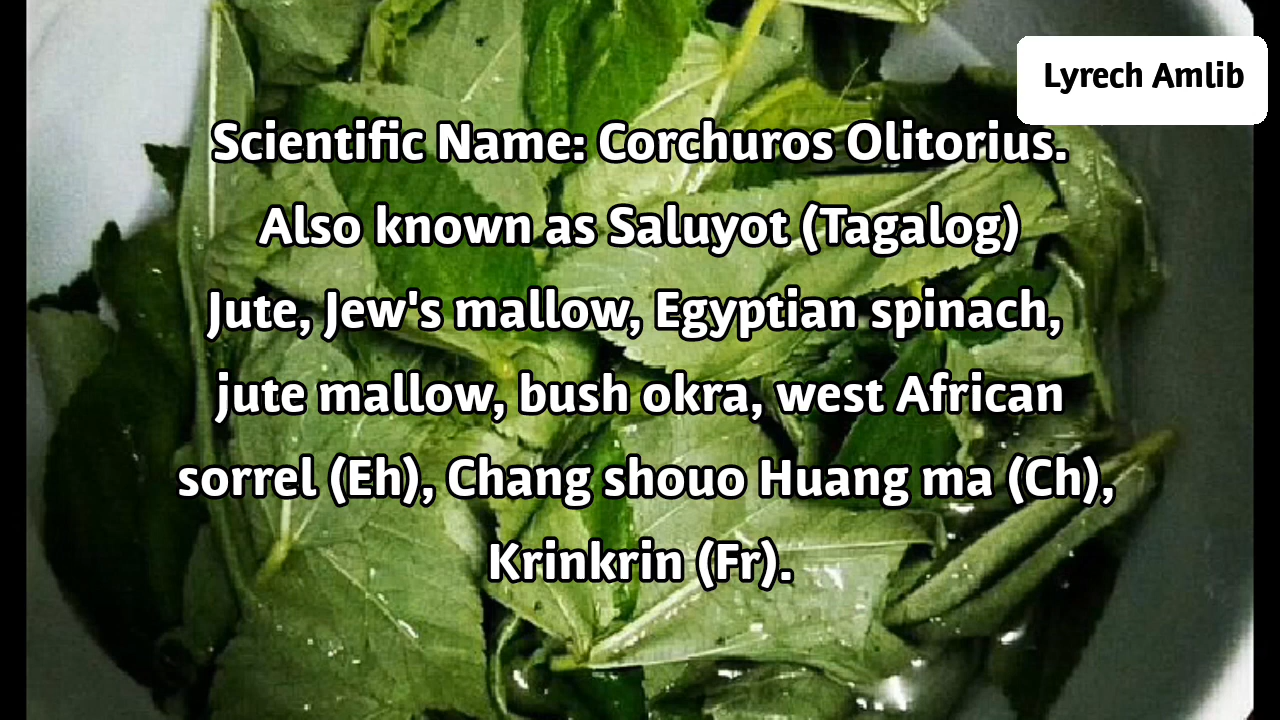 Lyrech Amlib
Scientific Name: Corchuros Olitorius.
Also known as Saluyot (Tagalog)
Jute, Jew's mallow, Egyptian spinach,
jute mallow, bush okra, west African
sorrel (Eh), Chang shouo Huang ma (Ch),
Krinkrin (Fr).